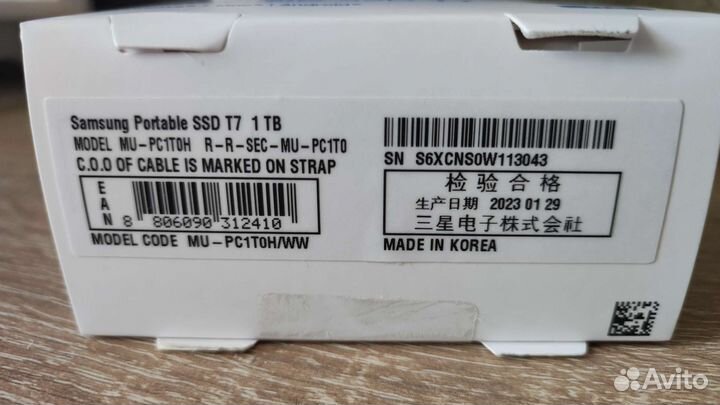 Samsung Portable SSD T7 1 TB
MODEL MU-PC1T0H R-R-SEC-MU-PC1T0
C.O.O OF CABLE IS MARKED ON STRAP
EAN
8 806090 312410
MODEL CODE MU-PC1T0H/WW
SN S6XCNS0W113043
检验合格
生产日期 2023 01 29
三星电子株式会社
MADE IN KOREA
Avito